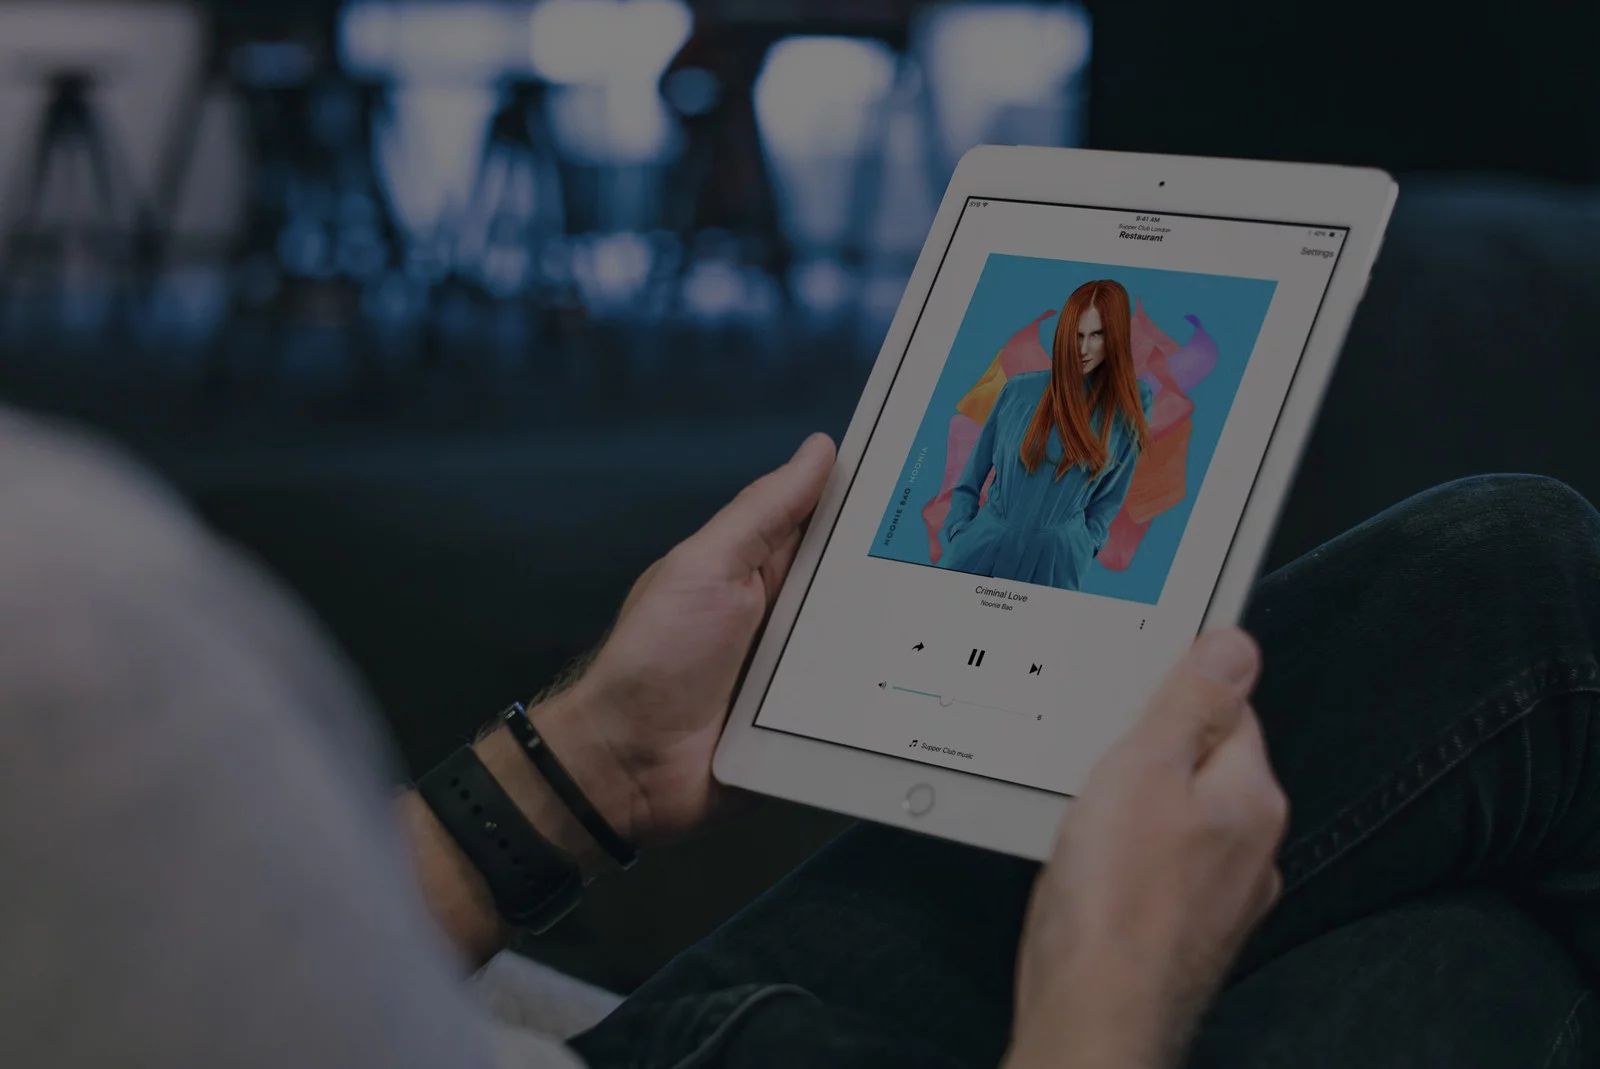 SYB
9:41 AM
42%
Supper Club London
Restaurant
Settings
NOONIE BAO NOONIA
Criminal Love
Noonie Bao
6
Supper Club music